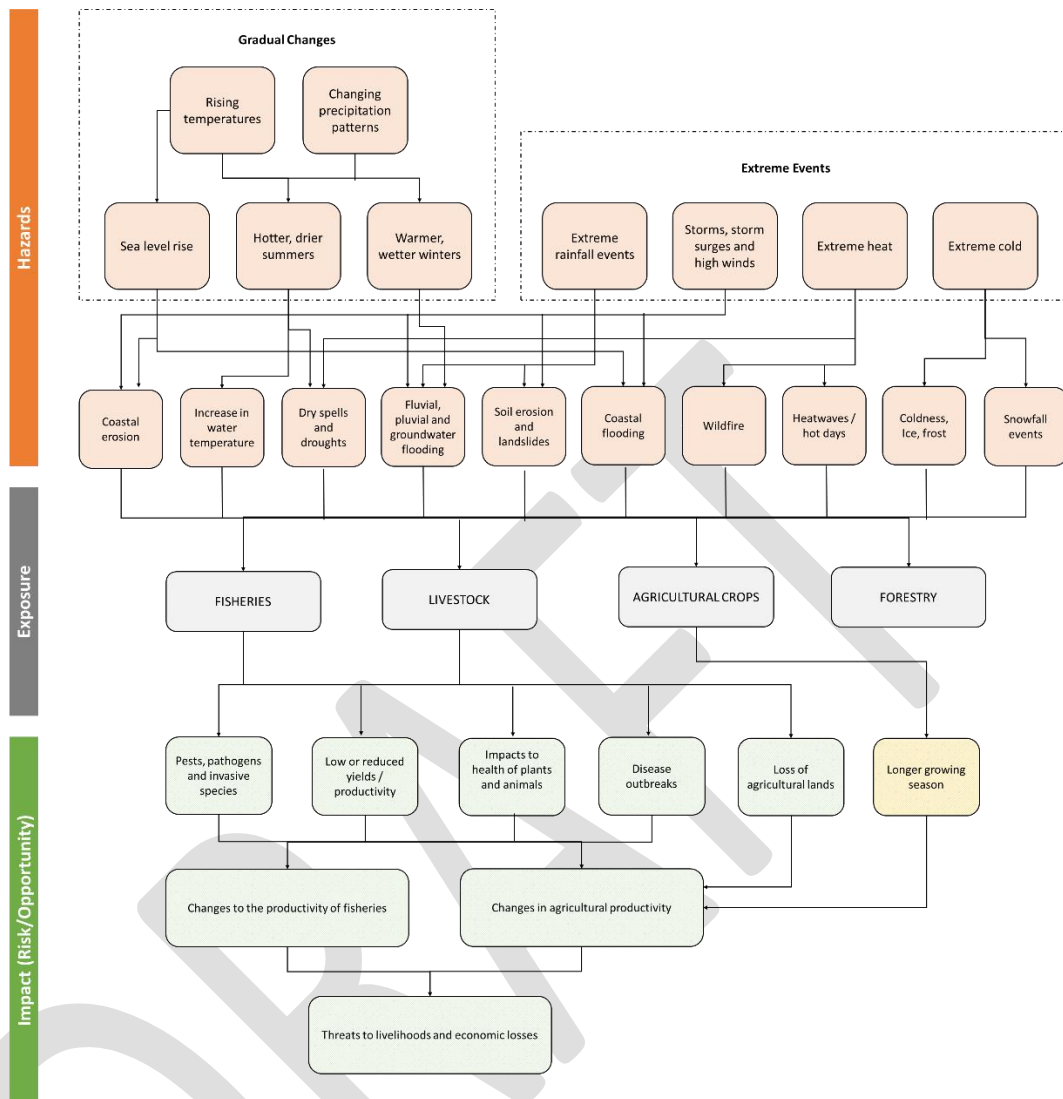 Hazards
Gradual Changes
Rising
temperatures
Changing
precipitation
patterns
Extreme Events
Sea level rise
Hotter, drier
summers
Warmer,
wetter winters
Extreme
rainfall events
Storms, storm
surges and
high winds
Extreme heat
Extreme cold
Coastal
erosion
Increase in
water
temperature
Dry spells
and
droughts
Fluvial,
pluvial and
groundwater
flooding
Soil erosion
and
landslides
Coastal
flooding
Wildfire
Heatwaves /
hot days
Coldness,
Ice, frost
Snowfall
events
Exposure
FISHERIES
LIVESTOCK
AGRICULTURAL CROPS
FORESTRY
Impact (Risk/Opportunity)
Pests, pathogens
and invasive
species
Low or reduced
yields /
productivity
Impacts to
health of plants
and animals
Disease
outbreaks
Loss of
agricultural lands
Longer growing
season
Changes to the productivity of fisheries
Changes in agricultural productivity
Threats to livelihoods and economic losses
DRAFT